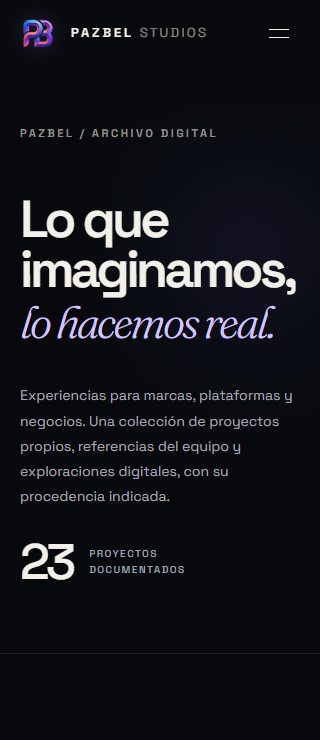 PB
PAZBEL STUDIOS
PAZBEL / ARCHIVO DIGITAL
Lo que
imaginamos,
lo hacemos real.
Experiencias para marcas, plataformas y
negocios. Una colección de proyectos
propios, referencias del equipo y
exploraciones digitales, con su
procedencia indicada.
23
PROYECTOS
DOCUMENTADOS